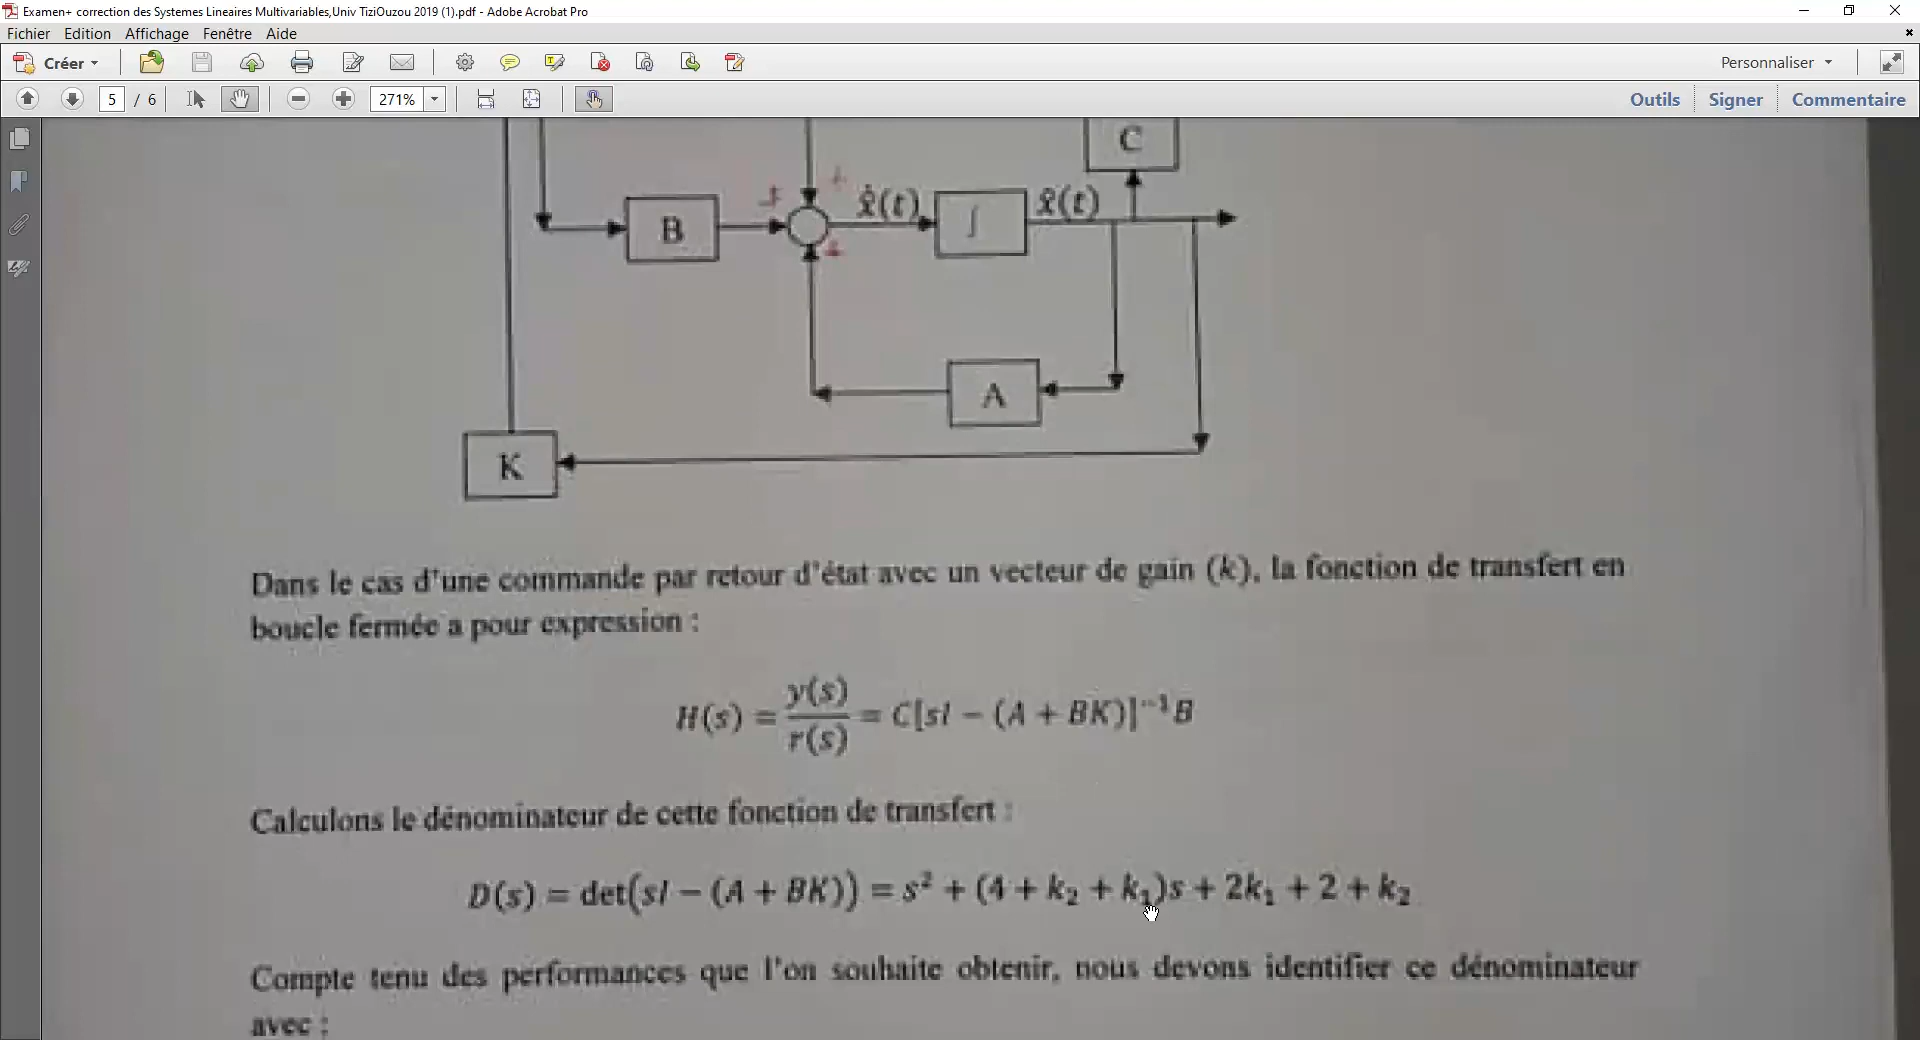 Examen+ correction des Systemes Lineaires Multivariables,Univ TiziOuzou 2019 (1).pdf - Adobe Acrobat Pro
Fichier Edition Affichage Fenêtre Aide
Créer Personnaliser
5 / 6 271% Outils Signer Commentaire
C
B + + x̂̇(t) ∫ x̂(t)
+
A
K
Dans le cas d'une commande par retour d'état avec un vecteur de gain (k), la fonction de transfert en
boucle fermée a pour expression :
H(s) = y(s)/r(s) = C[sI − (A + BK)]⁻¹B
Calculons le dénominateur de cette fonction de transfert :
D(s) = det(sI − (A + BK)) = s² + (4 + k₂ + k₁)s + 2k₁ + 2 + k₂
Compte tenu des performances que l'on souhaite obtenir, nous devons identifier ce dénominateur
avec :